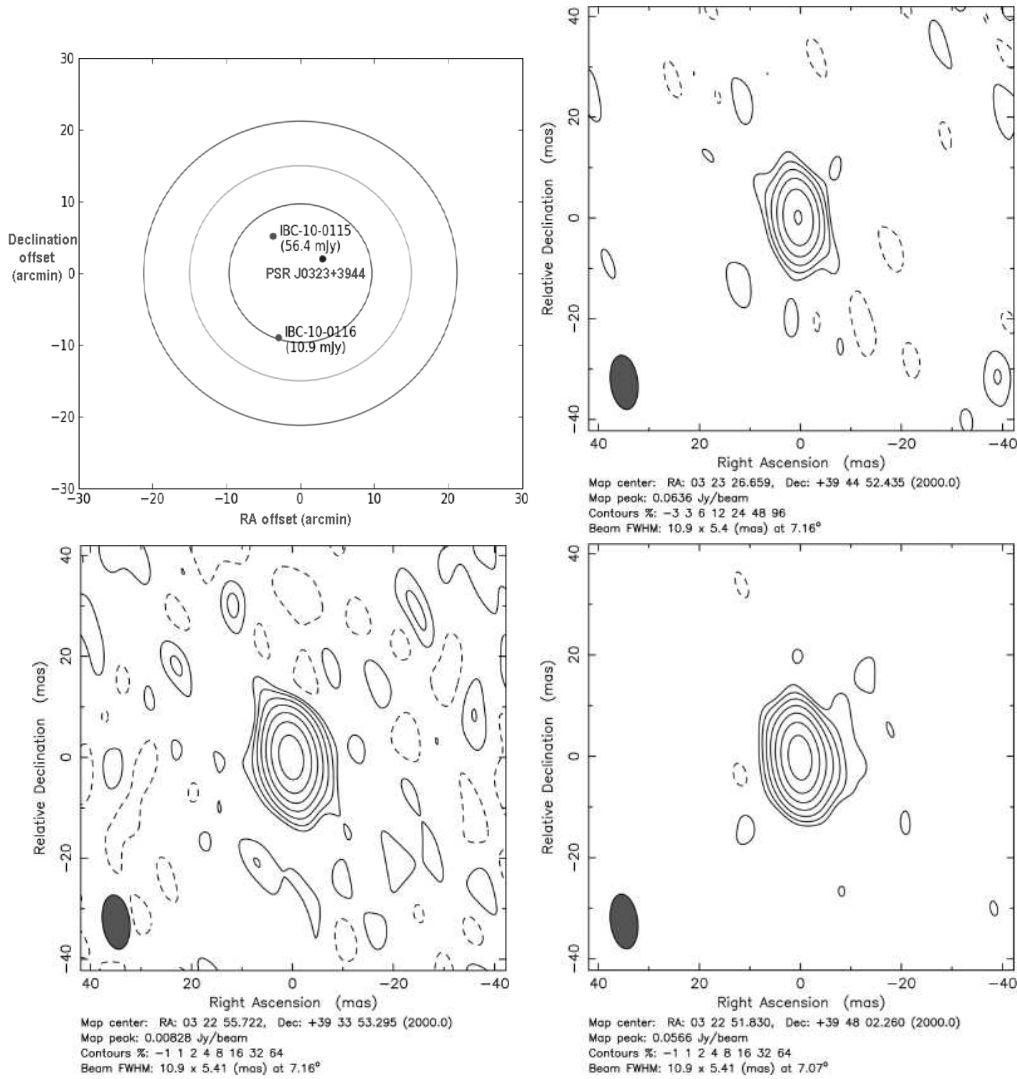 30
20
10
0
−10
−20
−30
−30
−20
−10
0
10
20
30
Declination
offset
(arcmin)
RA offset (arcmin)
IBC-10-0115
(56.4 mJy)
PSR J0323+3944
IBC-10-0116
(10.9 mJy)
Relative Declination (mas)
20
0
−20
−40
40
20
0
−20
−40
Right Ascension (mas)
Map center: RA: 03 23 26.659, Dec: +39 44 52.435 (2000.0)
Map peak: 0.0636 Jy/beam
Contours %: −3 3 6 12 24 48 96
Beam FWHM: 10.9 x 5.4 (mas) at 7.16°
Relative Declination (mas)
40
20
0
−20
−40
40
20
0
−20
−40
Right Ascension (mas)
Map center: RA: 03 22 55.722, Dec: +39 33 53.295 (2000.0)
Map peak: 0.00828 Jy/beam
Contours %: −1 1 2 4 8 16 32 64
Beam FWHM: 10.9 x 5.41 (mas) at 7.16°
Relative Declination (mas)
40
20
0
−20
−40
40
20
0
−20
−40
Right Ascension (mas)
Map center: RA: 03 22 51.830, Dec: +39 48 02.260 (2000.0)
Map peak: 0.0566 Jy/beam
Contours %: −1 1 2 4 8 16 32 64
Beam FWHM: 10.9 x 5.41 (mas) at 7.07°